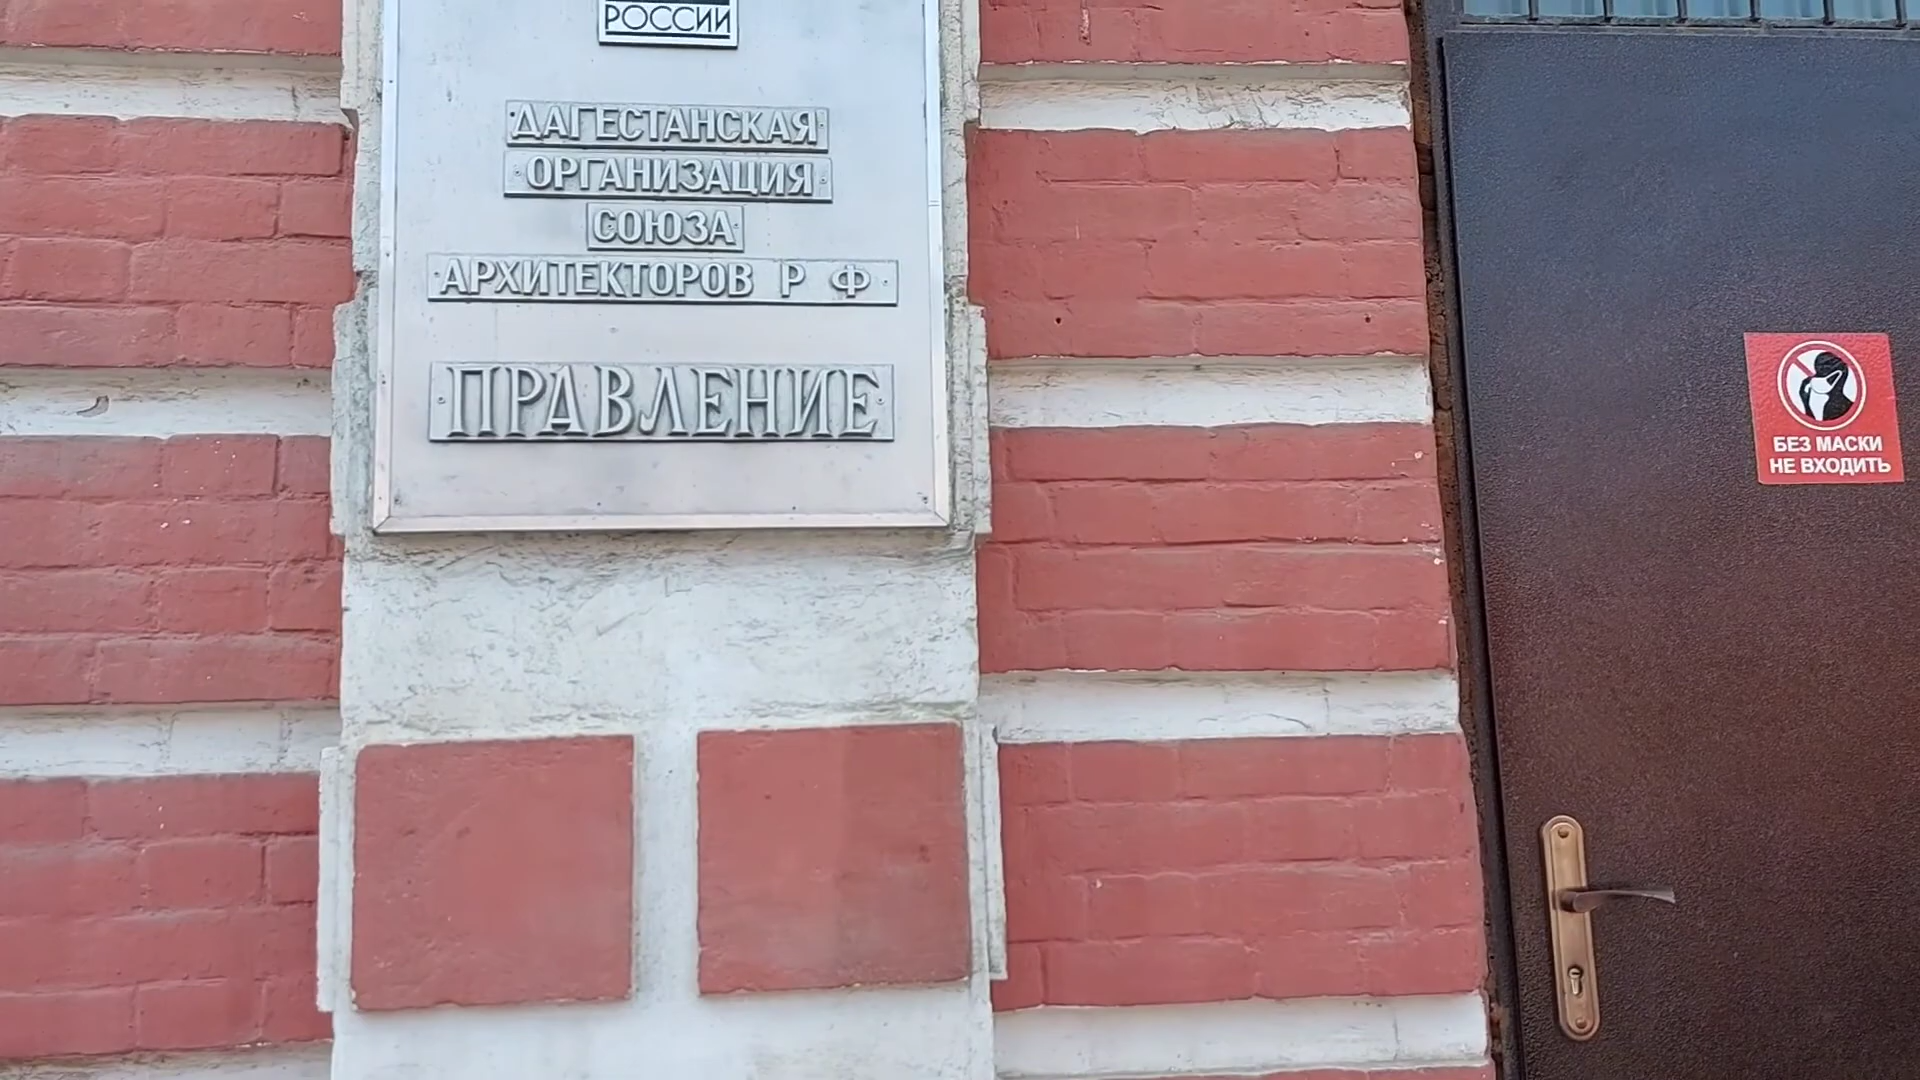 РОССИИ
ДАГЕСТАНСКАЯ
ОРГАНИЗАЦИЯ
СОЮЗА
АРХИТЕКТОРОВ Р Ф
ПРАВЛЕНИЕ
БЕЗ МАСКИ
НЕ ВХОДИТЬ